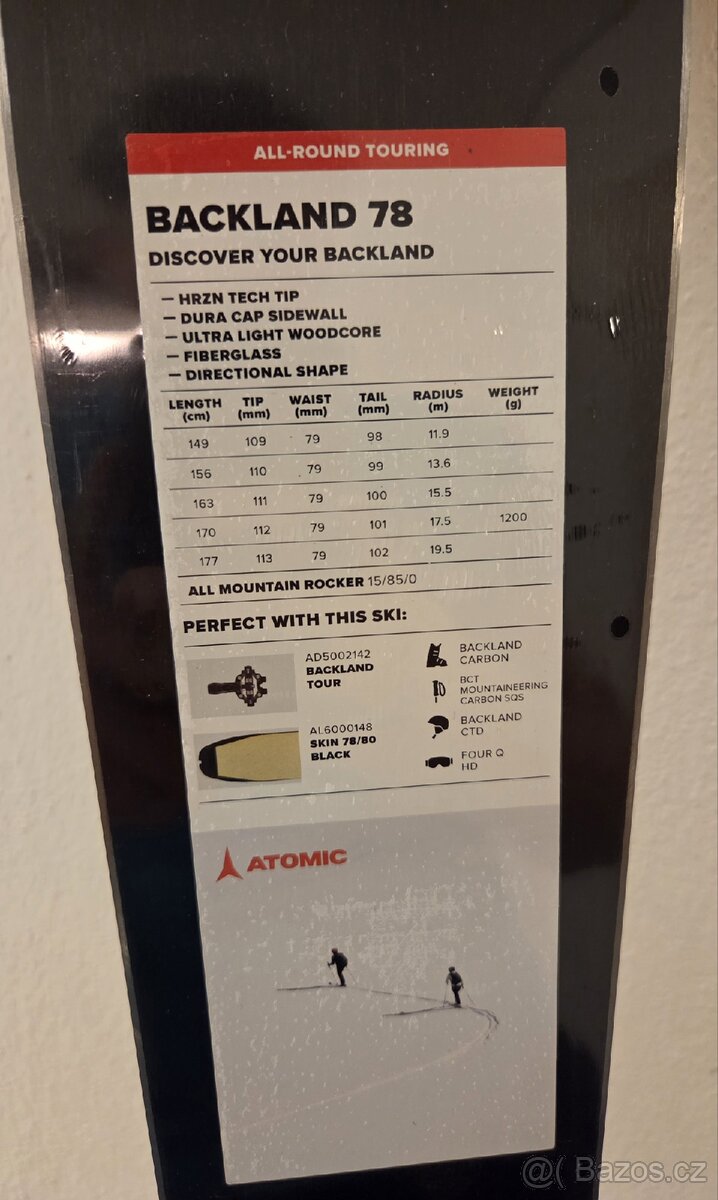 ALL-ROUND TOURING
BACKLAND 78
DISCOVER YOUR BACKLAND
— HRZN TECH TIP
— DURA CAP SIDEWALL
— ULTRA LIGHT WOODCORE
— FIBERGLASS
— DIRECTIONAL SHAPE
LENGTH (cm) TIP (mm) WAIST (mm) TAIL (mm) RADIUS (m) WEIGHT (g)
149 109 79 98 11.9
156 110 79 99 13.6
163 111 79 100 15.5
170 112 79 101 17.5 1200
177 113 79 102 19.5
ALL MOUNTAIN ROCKER 15/85/0
PERFECT WITH THIS SKI:
AD5002142
BACKLAND
TOUR
AL6000148
SKIN 78/80
BLACK
BACKLAND
CARBON
BCT
MOUNTAINEERING
CARBON SQS
BACKLAND
CTD
FOUR Q
HD
ATOMIC
@( Bazos.cz